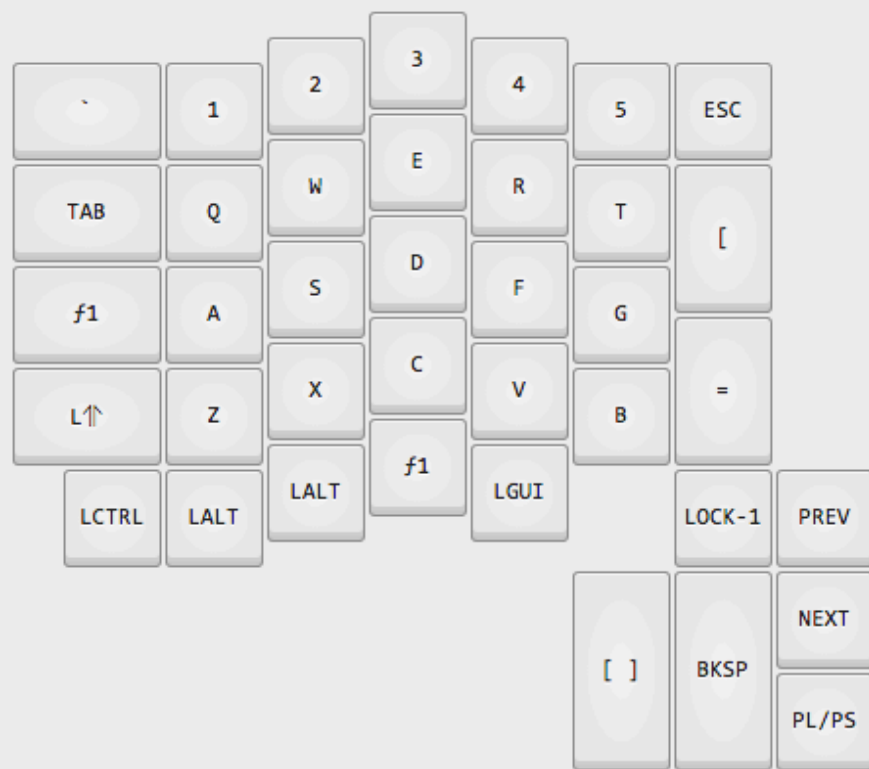 ` 1 2 3 4 5 ESC
TAB Q W E R T [
ƒ1 A S D F G
L⇑ Z X C V B =
LCTRL LALT LALT ƒ1 LGUI LOCK-1 PREV
NEXT
[ ] BKSP
PL/PS